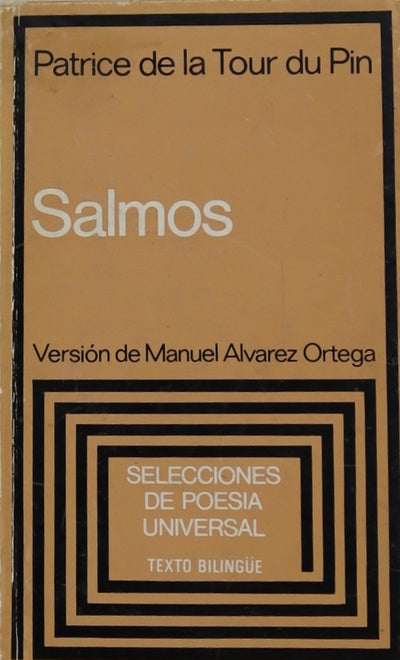 Patrice de la Tour du Pin
Salmos
Versión de Manuel Alvarez Ortega
SELECCIONES
DE POESIA
UNIVERSAL
TEXTO BILINGÜE